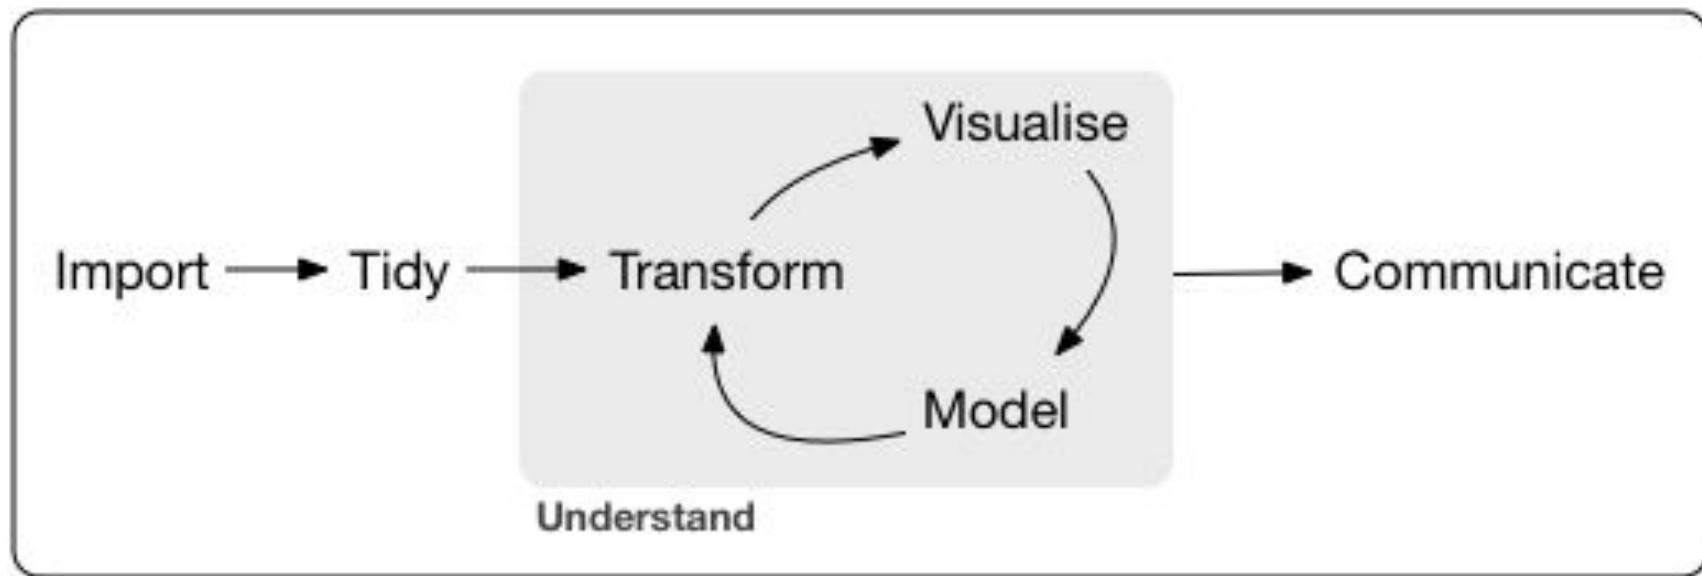 Visualise
Import Tidy Transform Communicate
Model
Understand